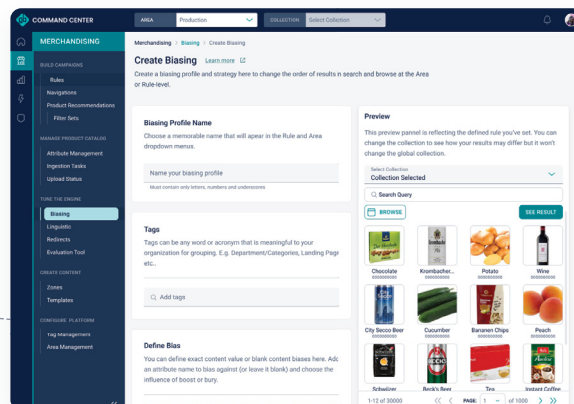 COMMAND CENTER
AREA
Production
COLLECTION
Select Collection
MERCHANDISING
BUILD CAMPAIGNS
Rules
Navigations
Product Recommendations
Filter Sets
MANAGE PRODUCT CATALOG
Attribute Management
Ingestion Tasks
Upload Status
TUNE THE ENGINE
Biasing
Linguistic
Redirects
Evaluation Tool
CREATE CONTENT
Zones
Templates
CONFIGURE PLATFORM
Tag Management
Area Management
Merchandising > Biasing > Create Biasing
Create Biasing Learn more
Create a biasing profile and strategy here to change the order of results n search and browse at the Area
or Rule-level.
Biasing Profile Name
Choose a memorable name that will apear in the Rule and Area
dropdown menus.
Name your biasing profile
Must contain only letters, numbers and underscores
Tags
Tags can be any word or acronym that is meaningful to your
organization for grouping. E.g. Department/Categories, Landing Page
etc..
Add tags
Define Bias
You can define exact content value or blank content biases here. Add
an attribute name to bias against (or leave it blank) and choose the
influence of boost or bury.
Preview
This preview pannel is reflecting the defined rule you've set. You can
change the collection to see how your results may differ but it won't
change the global collection.
Select Collection
Collection Selected
Search Query
BROWSE
SEE RESULT
Chocolate
Krombacher...
Potato
Wine
City Secco Beer
Cucumber
Bananen Chips
Peach
BECK'S
Schwiizer
Beck's Beer
Tea
Instant Coffee
1-12 of 30000
PAGE: 1 of 1000